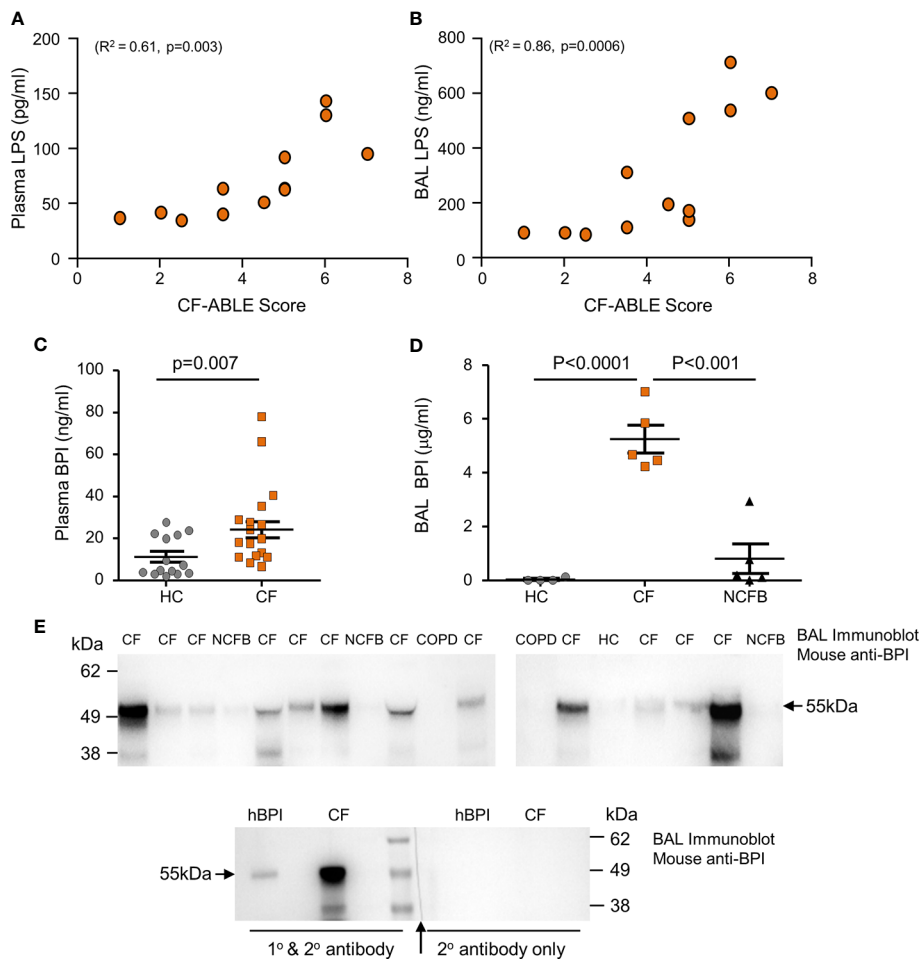 A
(R² = 0.61, p=0.003)
200
150
100
50
0
Plasma LPS (pg/ml)
0 2 4 6 8
CF-ABLE Score
B
(R² = 0.86, p=0.0006)
800
600
400
200
0
BAL LPS (ng/ml)
0 2 4 6 8
CF-ABLE Score
C
p=0.007
100
80
60
40
20
0
Plasma BPI (ng/ml)
HC CF
D
P<0.0001 P<0.001
8
6
4
2
0
BAL BPI (μg/ml)
HC CF NCFB
E
kDa
CF CF CF NCFB CF CF CF NCFB CF COPD CF
62
49
38
COPD CF HC CF CF CF NCFB
BAL Immunoblot
Mouse anti-BPI
55kDa
hBPI CF hBPI CF
kDa
62
49
38
BAL Immunoblot
Mouse anti-BPI
55kDa
1º & 2º antibody 2º antibody only